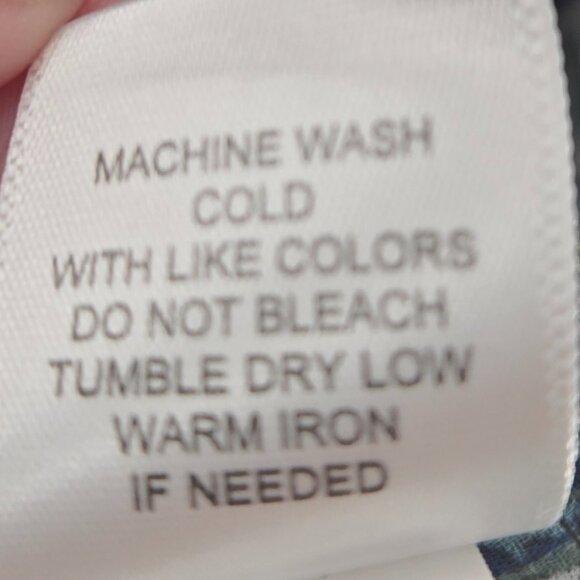 MACHINE WASH
COLD
WITH LIKE COLORS
DO NOT BLEACH
TUMBLE DRY LOW
WARM IRON
IF NEEDED